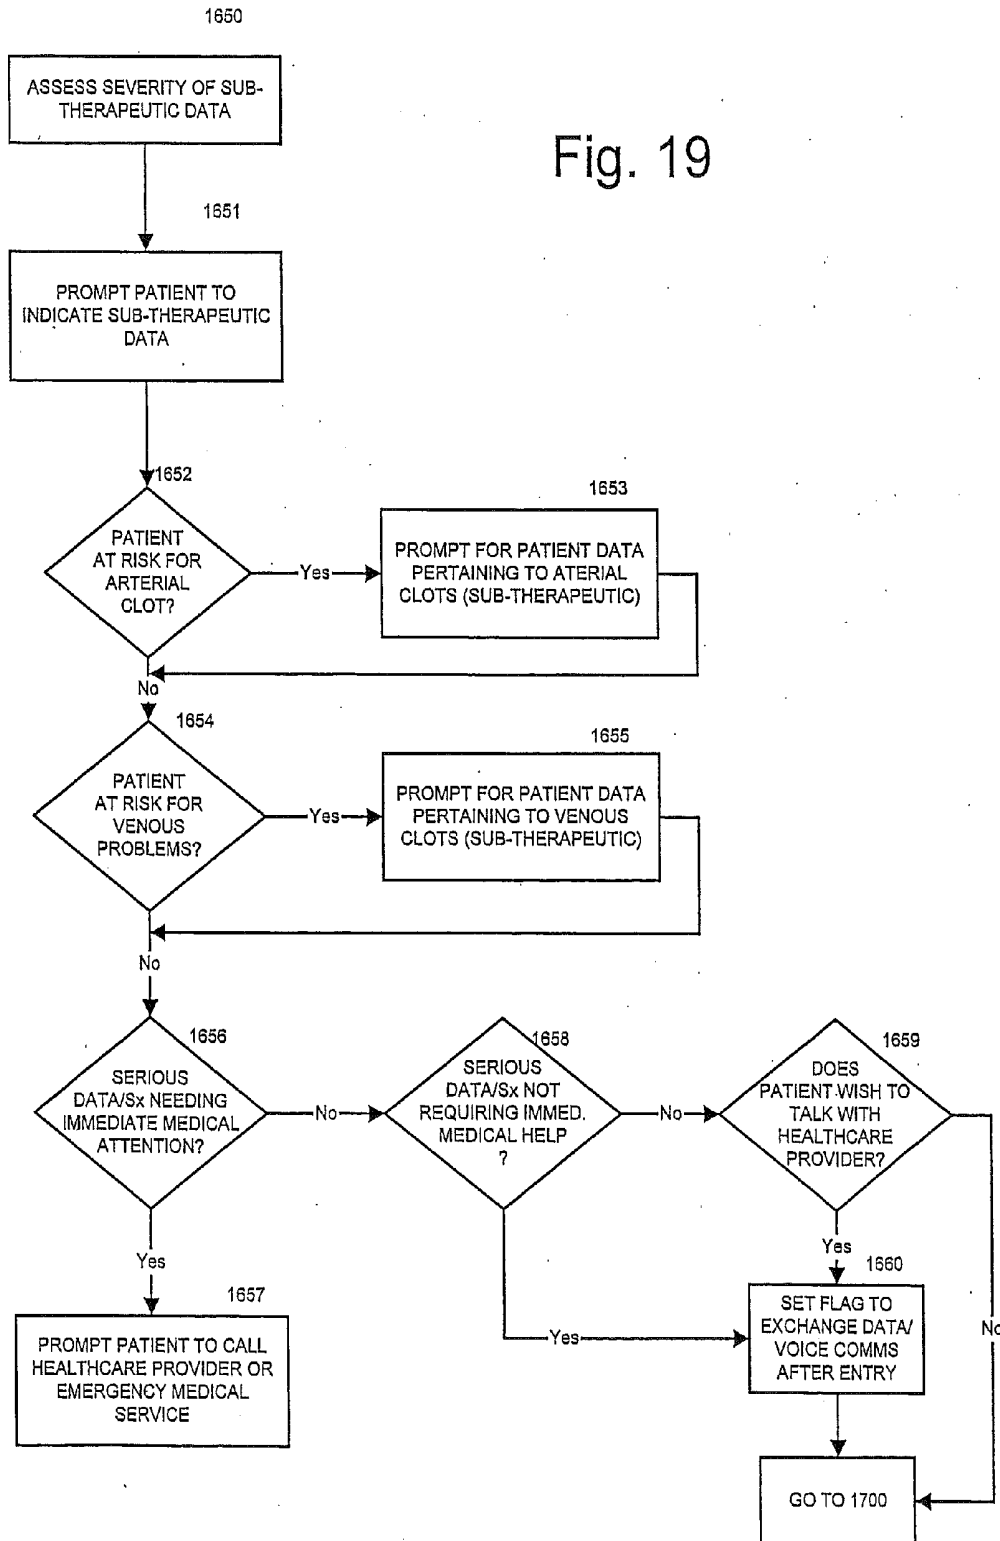 1650
ASSESS SEVERITY OF SUB-
THERAPEUTIC DATA
Fig. 19
1651
PROMPT PATIENT TO
INDICATE SUB-THERAPEUTIC
DATA
1652
PATIENT
AT RISK FOR
ARTERIAL
CLOT?
Yes
1653
PROMPT FOR PATIENT DATA
PERTAINING TO ATERIAL
CLOTS (SUB-THERAPEUTIC)
No
1654
PATIENT
AT RISK FOR
VENOUS
PROBLEMS?
Yes
1655
PROMPT FOR PATIENT DATA
PERTAINING TO VENOUS
CLOTS (SUB-THERAPEUTIC)
No
1656
SERIOUS
DATA/Sx NEEDING
IMMEDIATE MEDICAL
ATTENTION?
No
1658
SERIOUS
DATA/Sx NOT
REQUIRING IMMED.
MEDICAL HELP
?
No
1659
DOES
PATIENT WISH TO
TALK WITH
HEALTHCARE
PROVIDER?
Yes
1657
PROMPT PATIENT TO CALL
HEALTHCARE PROVIDER OR
EMERGENCY MEDICAL
SERVICE
Yes
Yes
1660
SET FLAG TO
EXCHANGE DATA/
VOICE COMMS
AFTER ENTRY
No
GO TO 1700